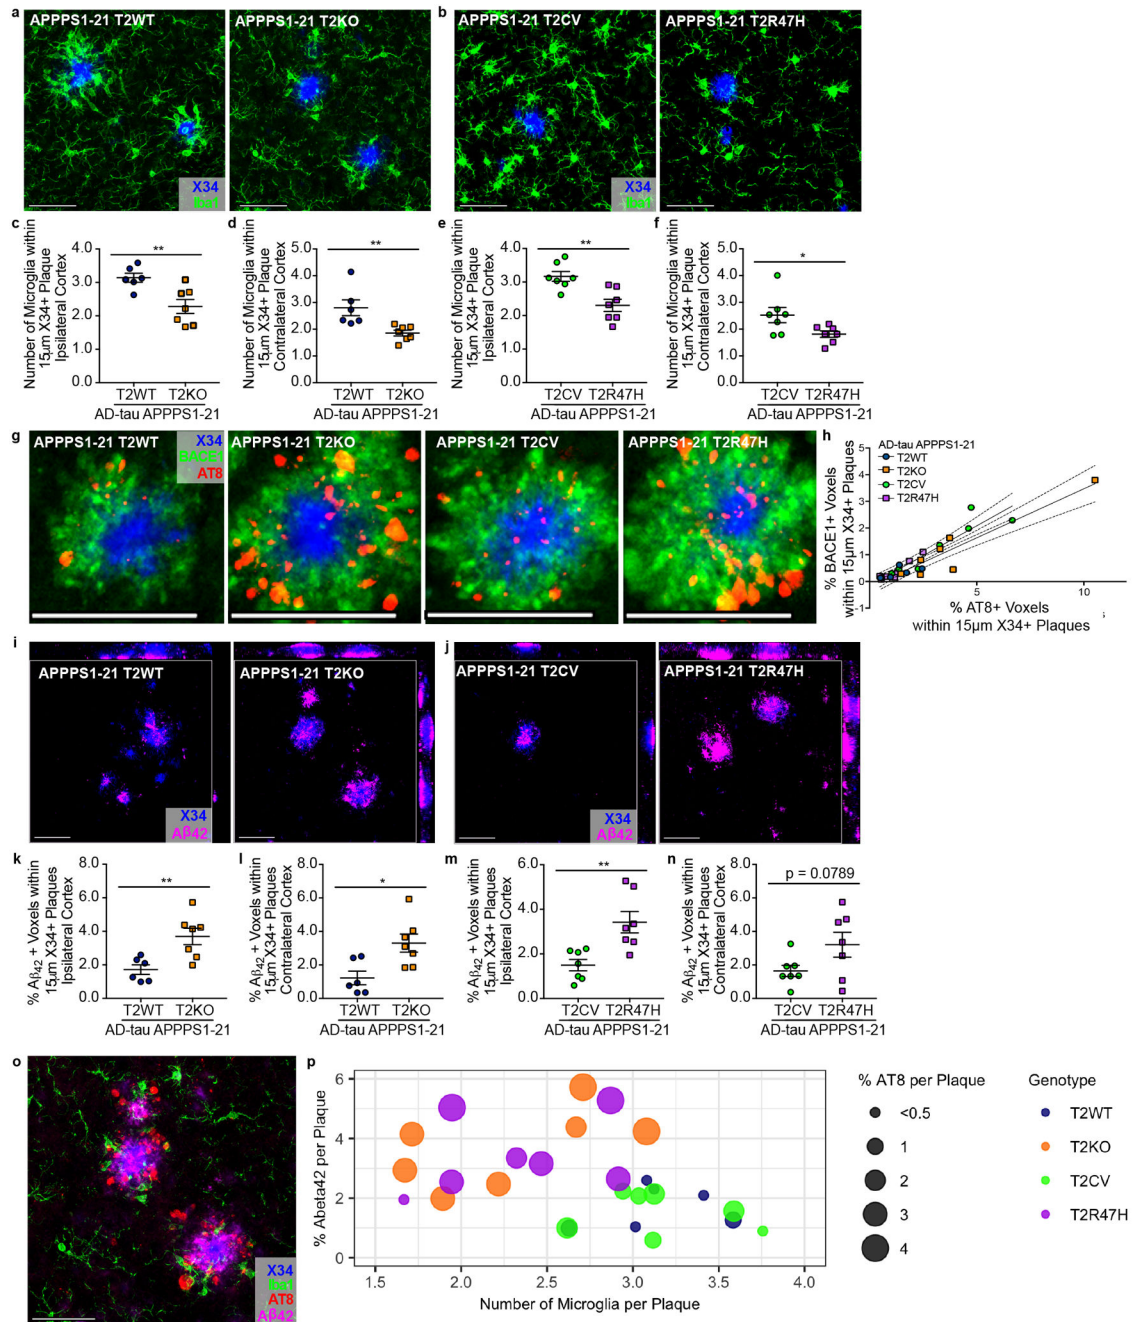 a
APPPS1-21 T2WT
APPPS1-21 T2KO
X34
Iba1
b
APPPS1-21 T2CV
APPPS1-21 T2R47H
X34
Iba1
c
Number of Microglia within
15μm X34+ Plaque
Ipsilateral Cortex
4.0
3.0
2.0
1.0
0.0
**
T2WT T2KO
AD-tau APPPS1-21
d
Number of Microglia within
15μm X34+ Plaque
Contralateral Cortex
5.0
4.0
3.0
2.0
1.0
0.0
**
T2WT T2KO
AD-tau APPPS1-21
e
Number of Microglia within
15μm X34+ Plaque
Ipsilateral Cortex
4.0
3.0
2.0
1.0
0.0
**
T2CV T2R47H
AD-tau APPPS1-21
f
Number of Microglia within
15μm X34+ Plaque
Contralateral Cortex
5.0
4.0
3.0
2.0
1.0
0.0
*
T2CV T2R47H
AD-tau APPPS1-21
g
APPPS1-21 T2WT
X34
BACE1
AT8
APPPS1-21 T2KO
APPPS1-21 T2CV
APPPS1-21 T2R47H
h
AD-tau APPPS1-21
T2WT
T2KO
T2CV
T2R47H
% BACE1+ Voxels
within 15μm X34+ Plaques
5
4
3
2
1
0
-1
5
10
% AT8+ Voxels
within 15μm X34+ Plaques
i
APPPS1-21 T2WT
X34
Aβ42
APPPS1-21 T2KO
j
APPPS1-21 T2CV
X34
Aβ42
APPPS1-21 T2R47H
k
% Aβ42 + Voxels within
15μm X34+ Plaques
Ipsilateral Cortex
8.0
6.0
4.0
2.0
0.0
**
T2WT T2KO
AD-tau APPPS1-21
l
% Aβ42 + Voxels within
15μm X34+ Plaques
Contralateral Cortex
8.0
6.0
4.0
2.0
0.0
*
T2WT T2KO
AD-tau APPPS1-21
m
% Aβ42 + Voxels within
15μm X34+ Plaques
Ipsilateral Cortex
6.0
4.0
2.0
0.0
**
T2CV T2R47H
AD-tau APPPS1-21
n
% Aβ42 + Voxels within
15μm X34+ Plaques
Contralateral Cortex
8.0
6.0
4.0
2.0
0.0
p = 0.0789
T2CV T2R47H
AD-tau APPPS1-21
o
X34
Iba1
AT8
Aβ42
p
% Abeta42 per Plaque
6
4
2
0
1.5 2.0 2.5 3.0 3.5 4.0
Number of Microglia per Plaque
% AT8 per Plaque
<0.5
1
2
3
4
Genotype
T2WT
T2KO
T2CV
T2R47H